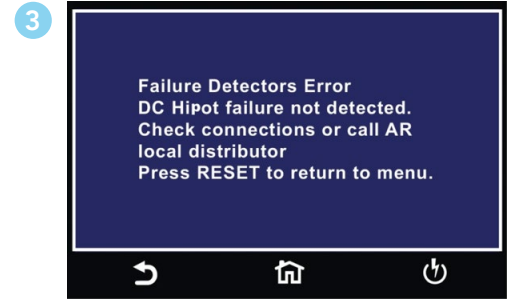 3
Failure Detectors Error
DC Hipot failure not detected.
Check connections or call AR
local distributor
Press RESET to return to menu.